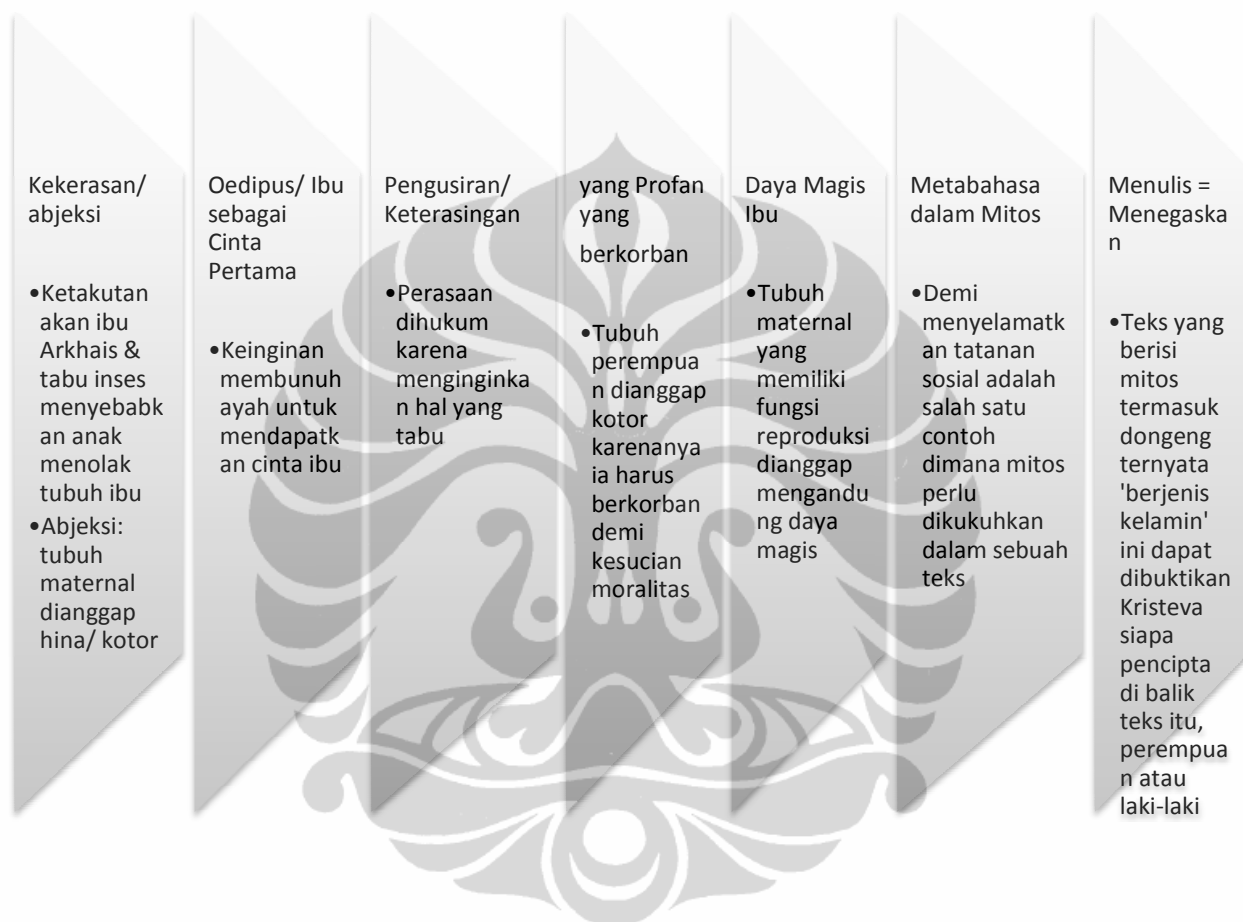 Kekerasan/
abjeksi
•Ketakutan
akan ibu
Arkhais &
tabu inses
menyebabk
an anak
menolak
tubuh ibu
•Abjeksi:
tubuh
maternal
dianggap
hina/ kotor
Oedipus/ Ibu
sebagai
Cinta
Pertama
•Keinginan
membunuh
ayah untuk
mendapatk
an cinta ibu
Pengusiran/
Keterasingan
•Perasaan
dihukum
karena
menginginka
n hal yang
tabu
yang Profan
yang
berkorban
•Tubuh
perempua
n dianggap
kotor
karenanya
ia harus
berkorban
demi
kesucian
moralitas
Daya Magis
Ibu
•Tubuh
maternal
yang
memiliki
fungsi
reproduksi
dianggap
mengandu
ng daya
magis
Metabahasa
dalam Mitos
•Demi
menyelamatk
an tatanan
sosial adalah
salah satu
contoh
dimana mitos
perlu
dikukuhkan
dalam sebuah
teks
Menulis =
Menegaska
n
•Teks yang
berisi
mitos
termasuk
dongeng
ternyata
'berjenis
kelamin'
ini dapat
dibuktikan
Kristeva
siapa
pencipta
di balik
teks itu,
perempua
n atau
laki-laki